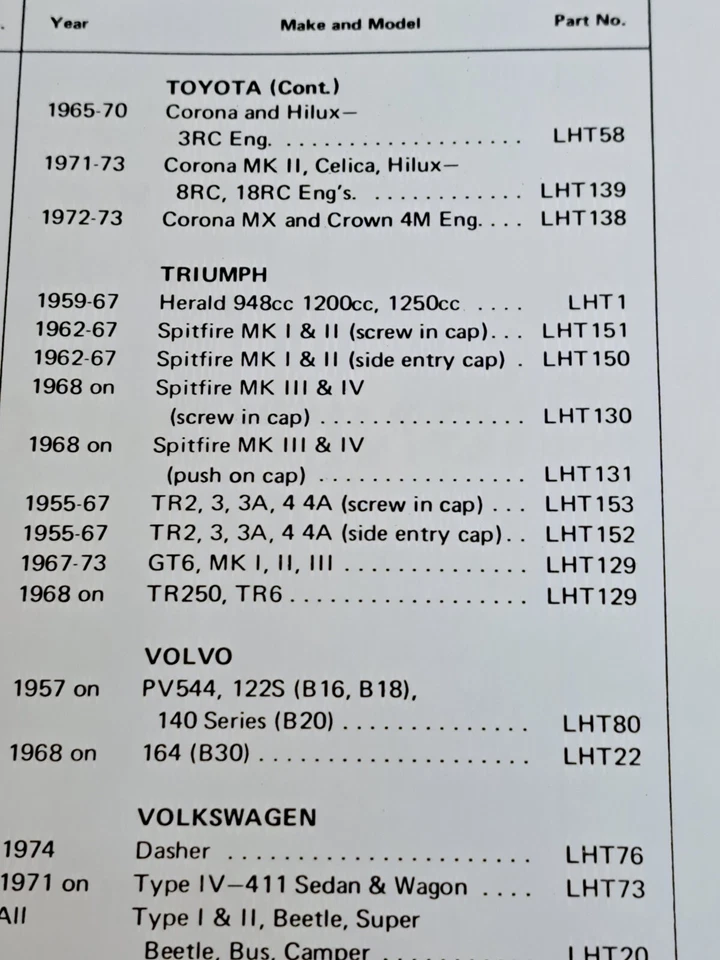 . Year Make and Model Part No.
TOYOTA (Cont.)
1965-70 Corona and Hilux—
3RC Eng. . . . . . . . . . . . . . . . . . . LHT58
1971-73 Corona MK II, Celica, Hilux—
8RC, 18RC Eng's. . . . . . . . . . . . . LHT139
1972-73 Corona MX and Crown 4M Eng. . . . LHT138
TRIUMPH
1959-67 Herald 948cc 1200cc, 1250cc . . . . . LHT1
1962-67 Spitfire MK I & II (screw in cap). . . LHT151
1962-67 Spitfire MK I & II (side entry cap) . LHT150
1968 on Spitfire MK III & IV
(screw in cap) . . . . . . . . . . . . . . . . LHT130
1968 on Spitfire MK III & IV
(push on cap) . . . . . . . . . . . . . . . . LHT131
1955-67 TR2, 3, 3A, 4 4A (screw in cap) . . . LHT153
1955-67 TR2, 3, 3A, 4 4A (side entry cap). . LHT152
1967-73 GT6, MK I, II, III . . . . . . . . . . . . . . LHT129
1968 on TR250, TR6 . . . . . . . . . . . . . . . . . . LHT129
VOLVO
1957 on PV544, 122S (B16, B18),
140 Series (B20) . . . . . . . . . . . . . . LHT80
1968 on 164 (B30) . . . . . . . . . . . . . . . . . . . . LHT22
VOLKSWAGEN
1974 Dasher . . . . . . . . . . . . . . . . . . . . . . LHT76
1971 on Type IV—411 Sedan & Wagon . . . . LHT73
All Type I & II, Beetle, Super
Beetle, Bus, Camper . . . . . . . . . . . LHT20